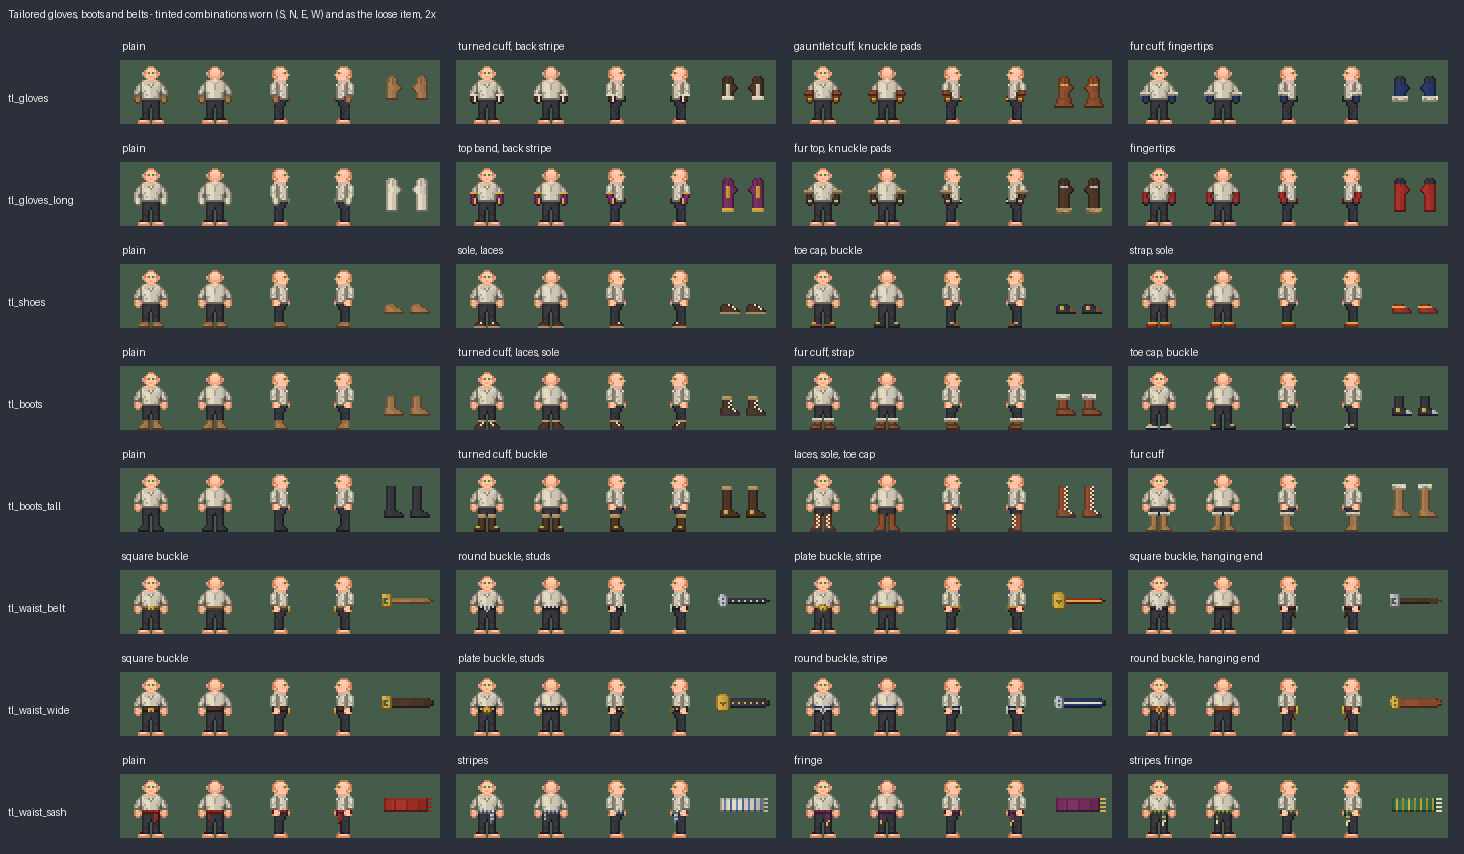 Tailored gloves, boots and belts - tinted combinations worn (S, N, E, W) and as the loose item, 2x
plain
turned cuff, back stripe
gauntlet cuff, knuckle pads
fur cuff, fingertips
tl_gloves
plain
top band, back stripe
fur top, knuckle pads
fingertips
tl_gloves_long
plain
sole, laces
toe cap, buckle
strap, sole
tl_shoes
plain
turned cuff, laces, sole
fur cuff, strap
toe cap, buckle
tl_boots
plain
turned cuff, buckle
laces, sole, toe cap
fur cuff
tl_boots_tall
square buckle
round buckle, studs
plate buckle, stripe
square buckle, hanging end
tl_waist_belt
square buckle
plate buckle, studs
round buckle, stripe
round buckle, hanging end
tl_waist_wide
plain
stripes
fringe
stripes, fringe
tl_waist_sash